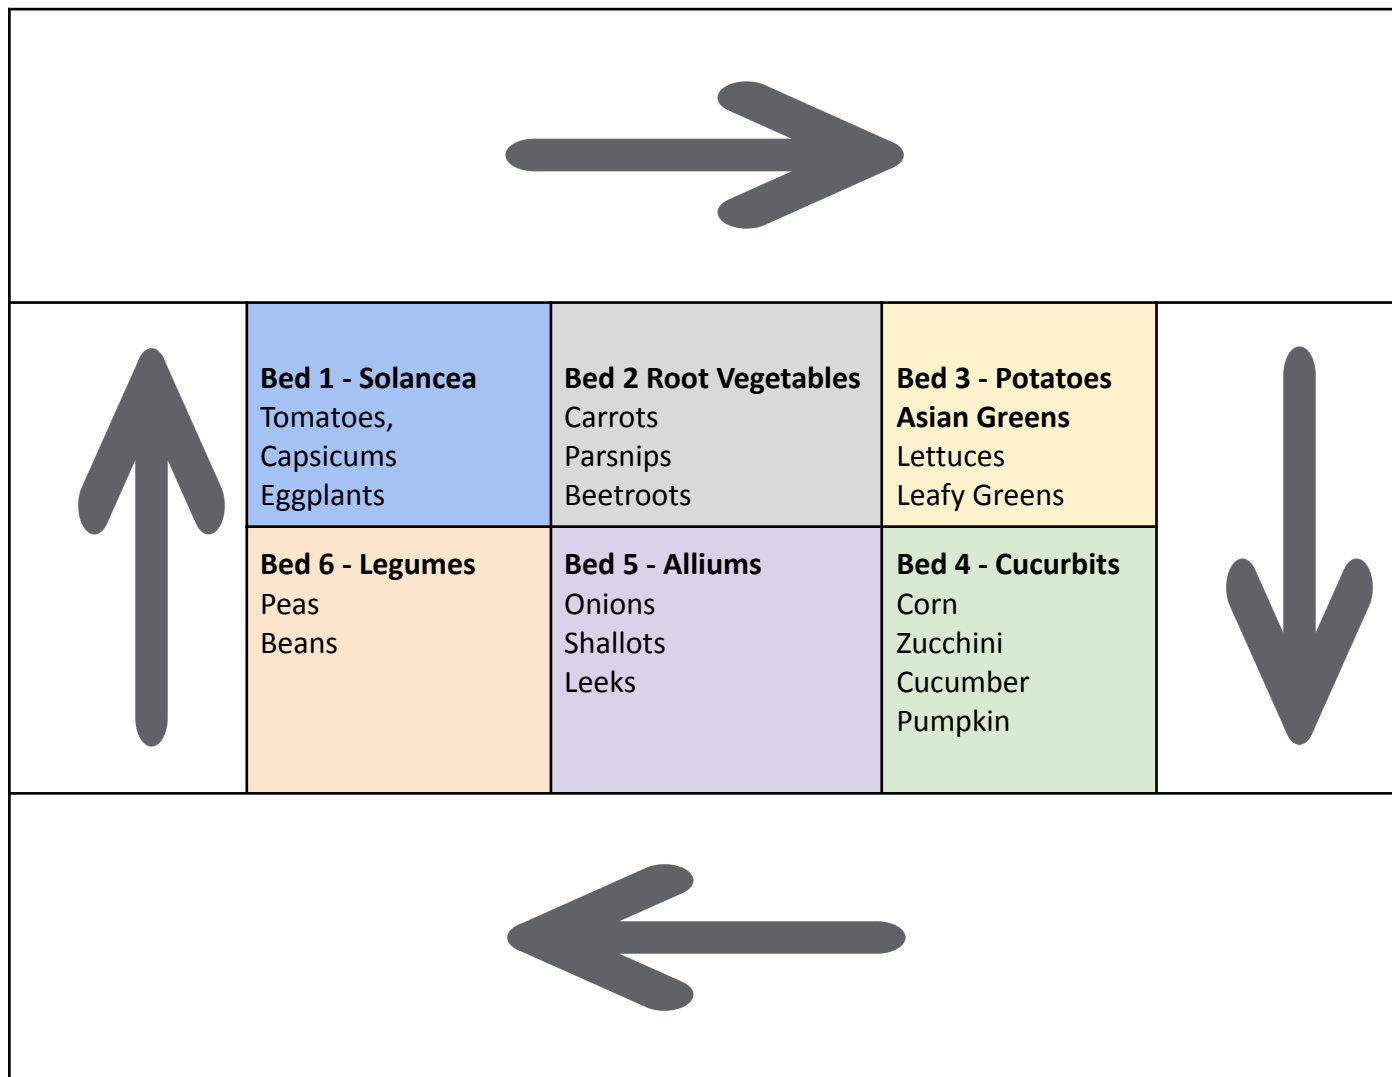 Bed 1 - Solancea
Tomatoes,
Capsicums
Eggplants
Bed 2 Root Vegetables
Carrots
Parsnips
Beetroots
Bed 3 - Potatoes
Asian Greens
Lettuces
Leafy Greens
Bed 6 - Legumes
Peas
Beans
Bed 5 - Alliums
Onions
Shallots
Leeks
Bed 4 - Cucurbits
Corn
Zucchini
Cucumber
Pumpkin